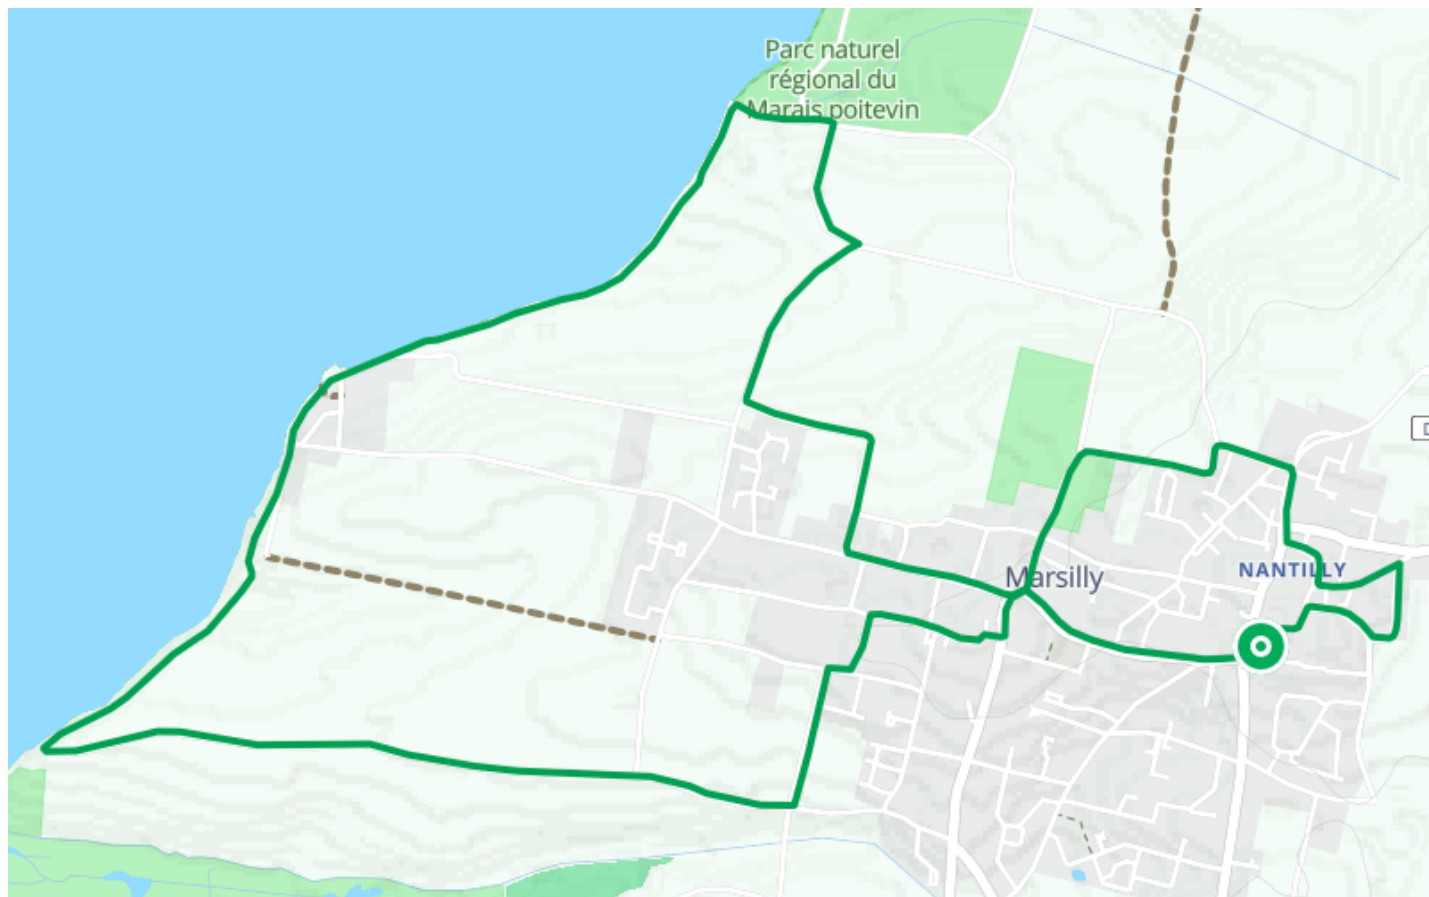 Parc naturel
régional du
Marais poitevin
D
Marsilly
NANTILLY